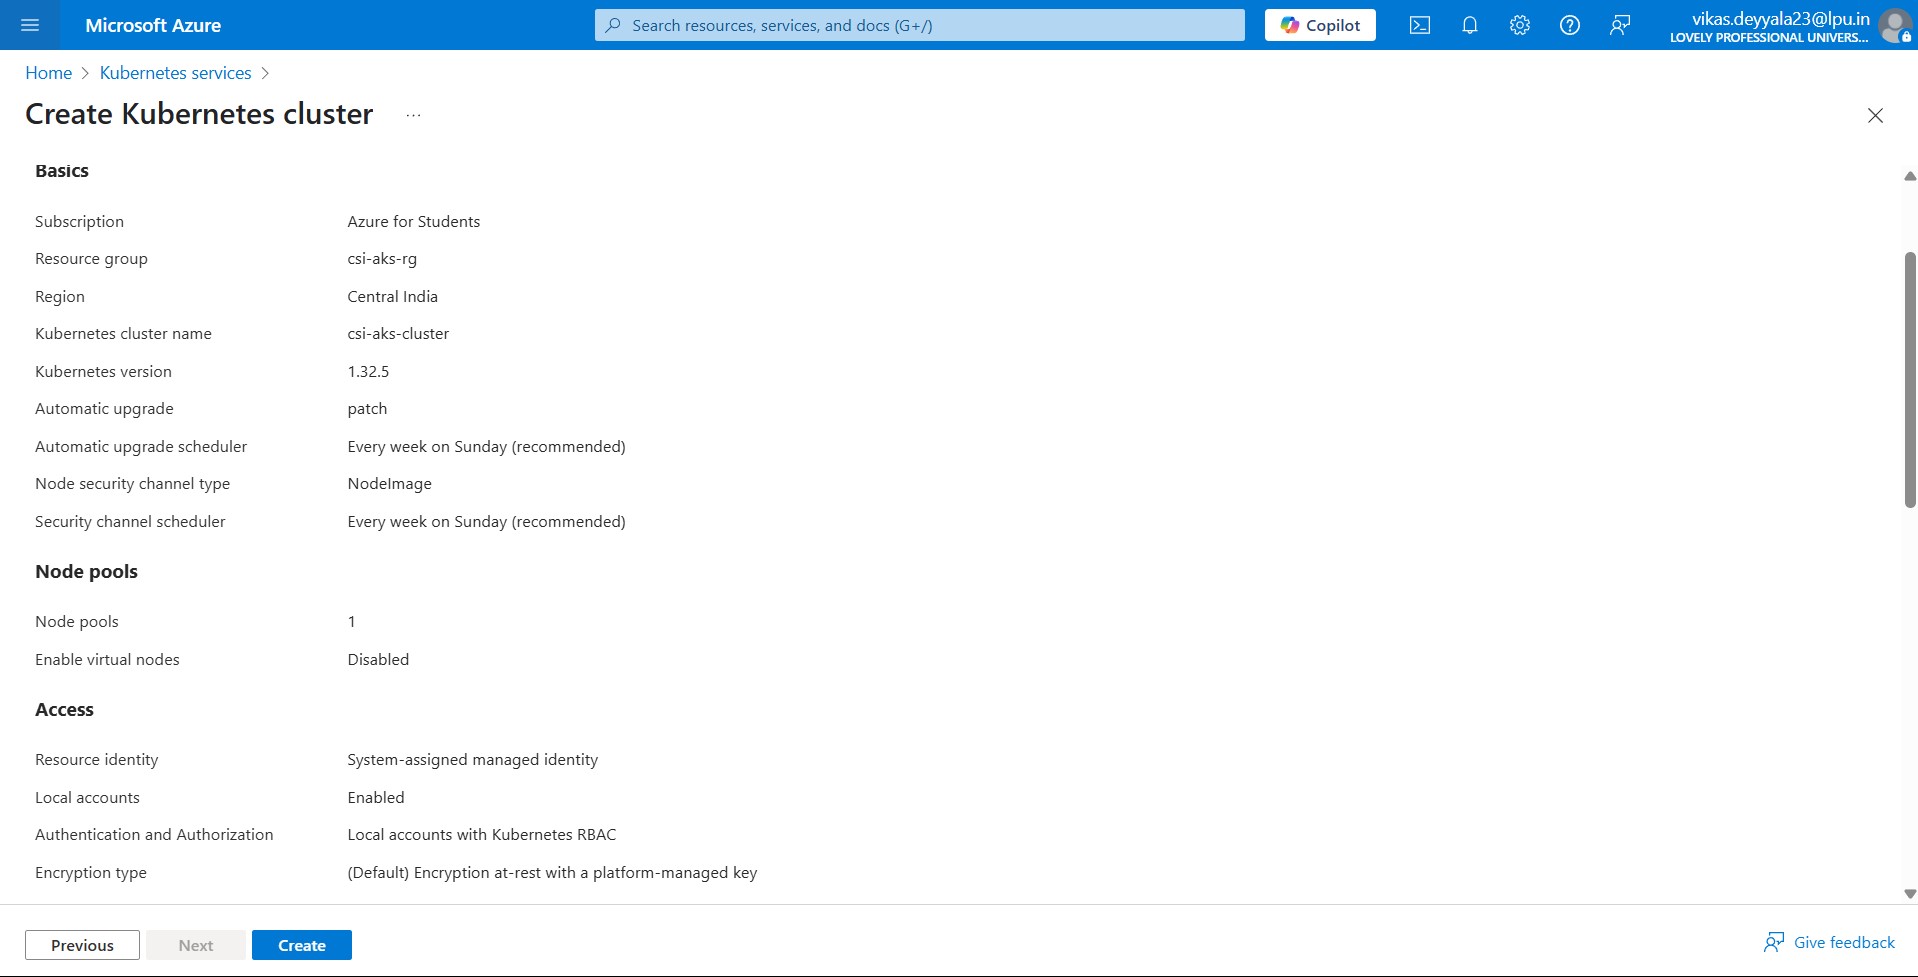 Microsoft Azure
Search resources, services, and docs (G+/)
Copilot
vikas.deyyala23@lpu.in
LOVELY PROFESSIONAL UNIVERS...
Home > Kubernetes services >
Create Kubernetes cluster ...
Basics
Subscription Azure for Students
Resource group csi-aks-rg
Region Central India
Kubernetes cluster name csi-aks-cluster
Kubernetes version 1.32.5
Automatic upgrade patch
Automatic upgrade scheduler Every week on Sunday (recommended)
Node security channel type NodeImage
Security channel scheduler Every week on Sunday (recommended)
Node pools
Node pools 1
Enable virtual nodes Disabled
Access
Resource identity System-assigned managed identity
Local accounts Enabled
Authentication and Authorization Local accounts with Kubernetes RBAC
Encryption type (Default) Encryption at-rest with a platform-managed key
Previous Next Create Give feedback